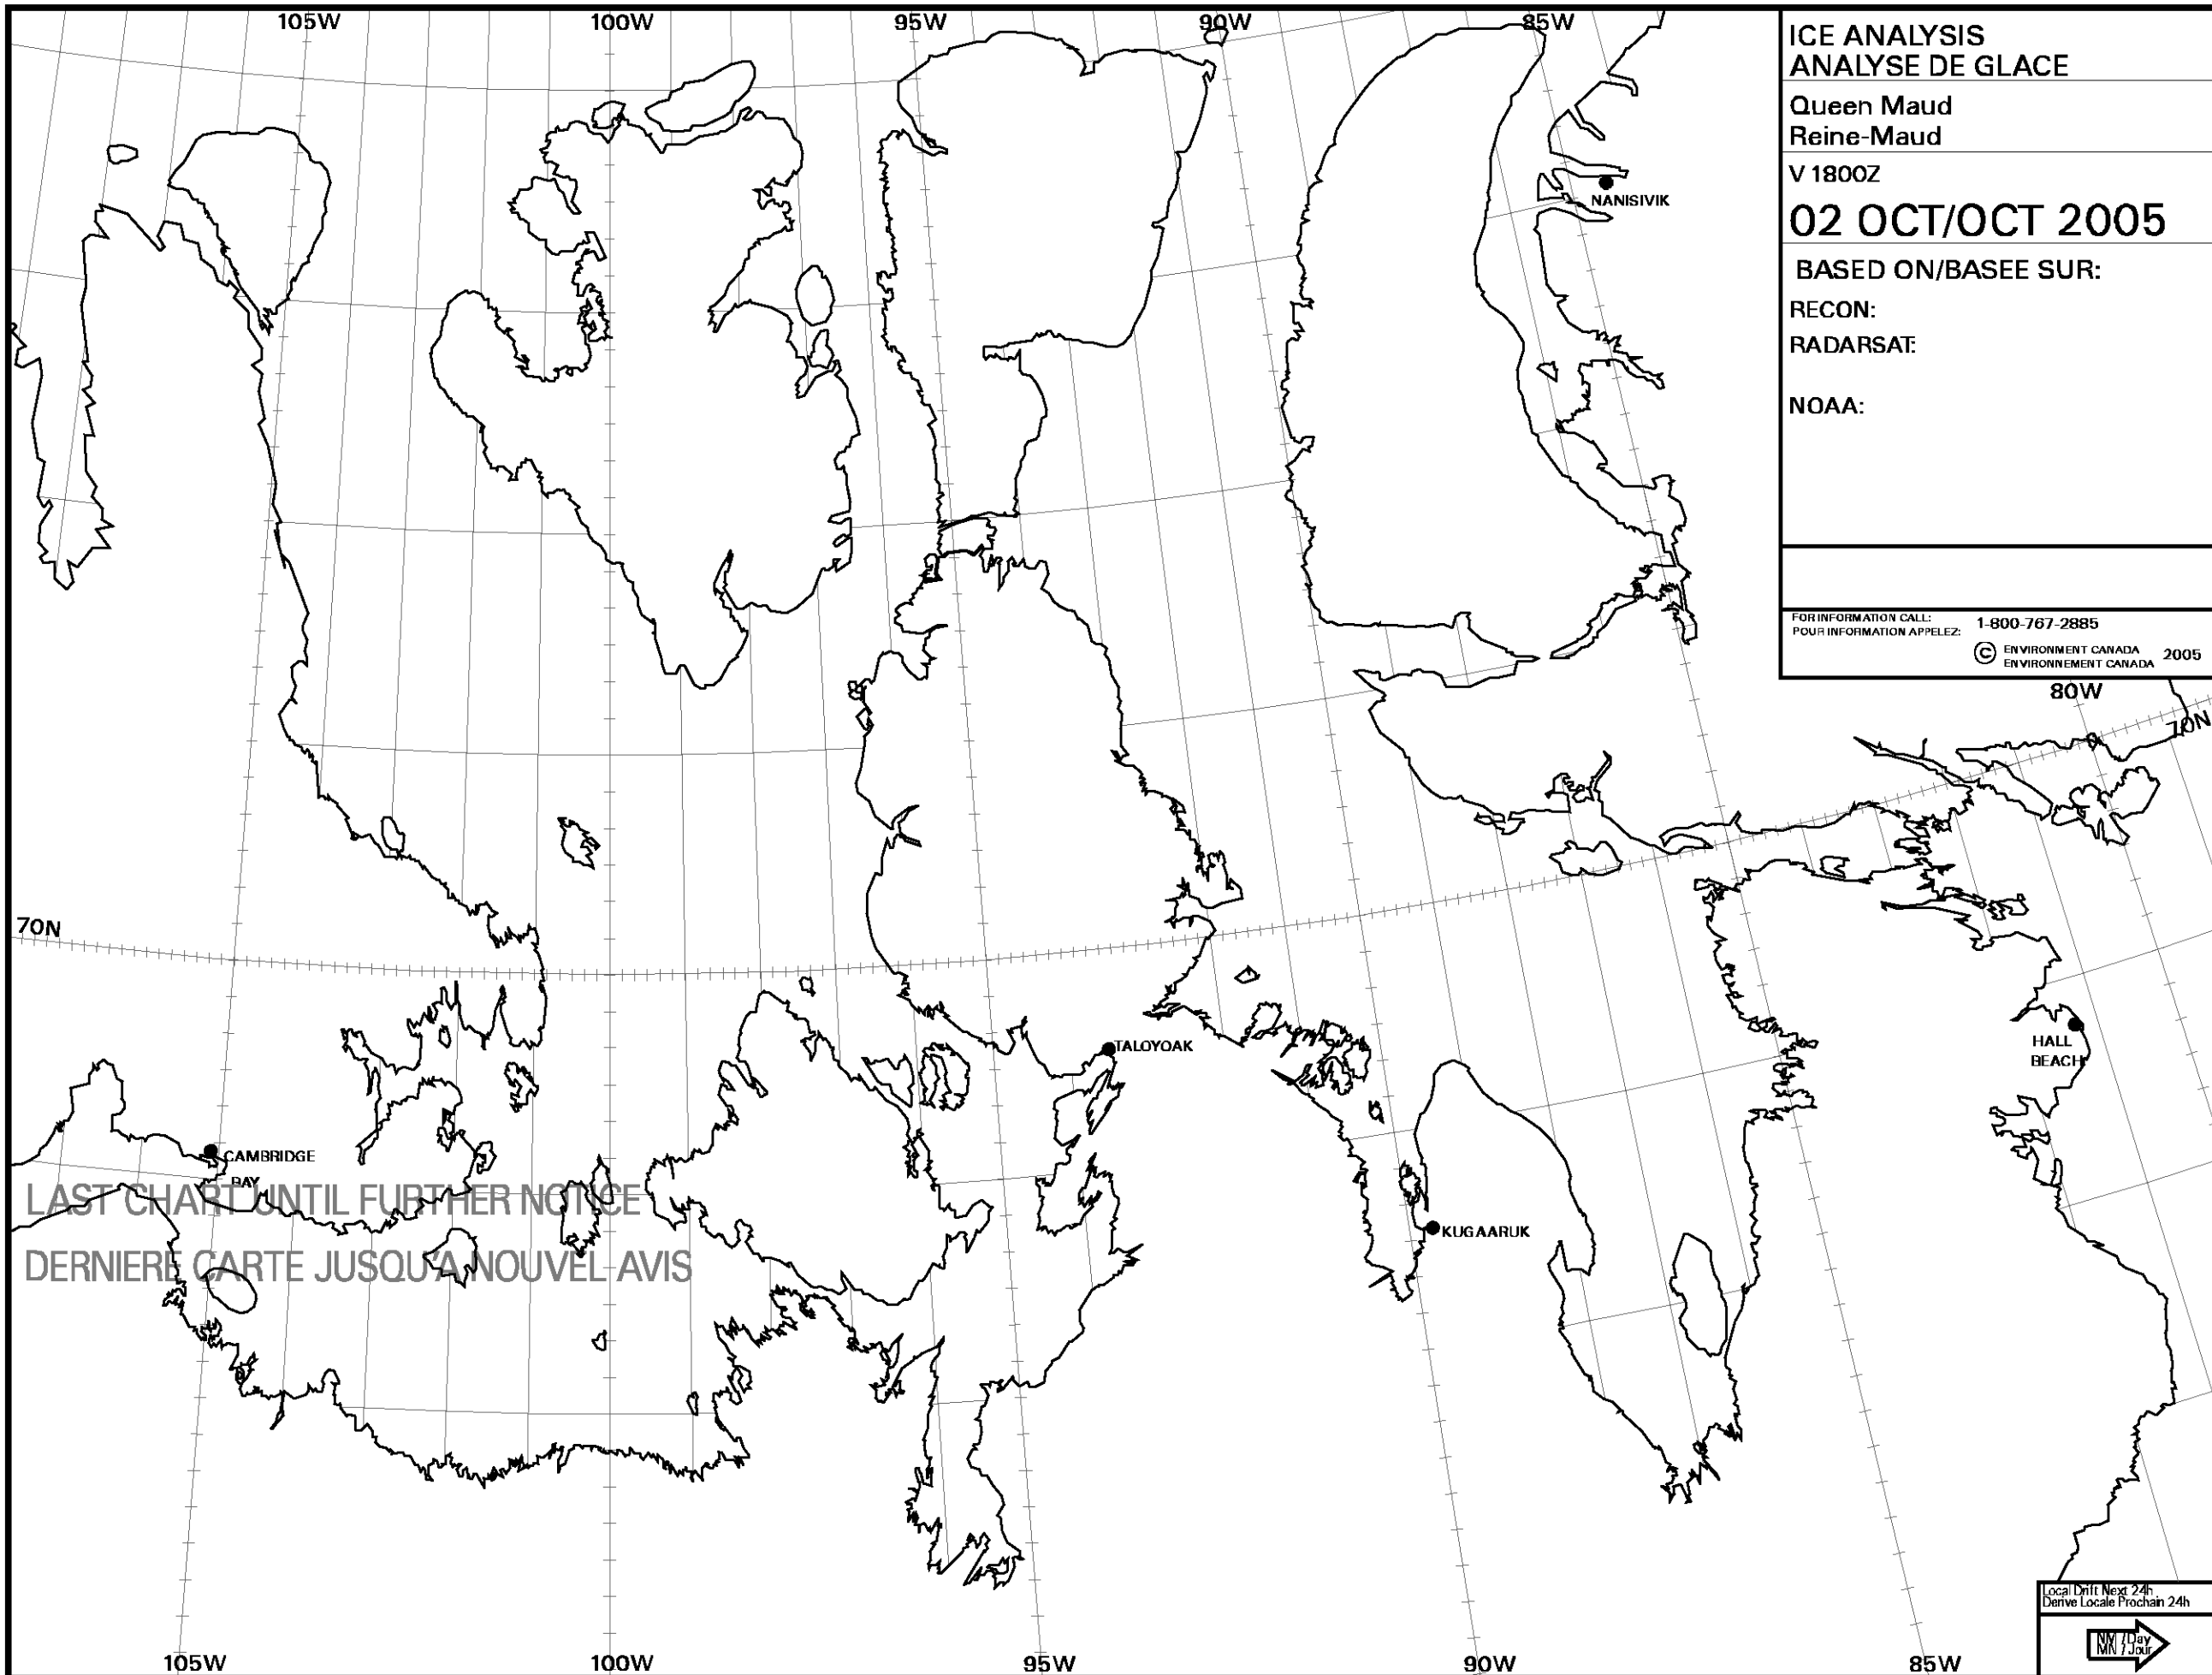 105W 100W 95W 90W 85W
ICE ANALYSIS
ANALYSE DE GLACE
Queen Maud
Reine-Maud
V 1800Z
02 OCT/OCT 2005
BASED ON/BASEE SUR:
RECON:
RADARSAT:
NOAA:
FOR INFORMATION CALL:
POUR INFORMATION APPELEZ:
1-800-767-2885
© ENVIRONMENT CANADA
ENVIRONNEMENT CANADA
2005
NANISIVIK
80W
70N
70N
TALOYOAK
HALL
BEACH
CAMBRIDGE
BAY
LAST CHART UNTIL FURTHER NOTICE
KUGAARUK
DERNIERE CARTE JUSQU'A NOUVEL AVIS
Local Drift Next 24h
Derive Locale Prochain 24h
NM / Day
MN / Jour
105W 100W 95W 90W 85W